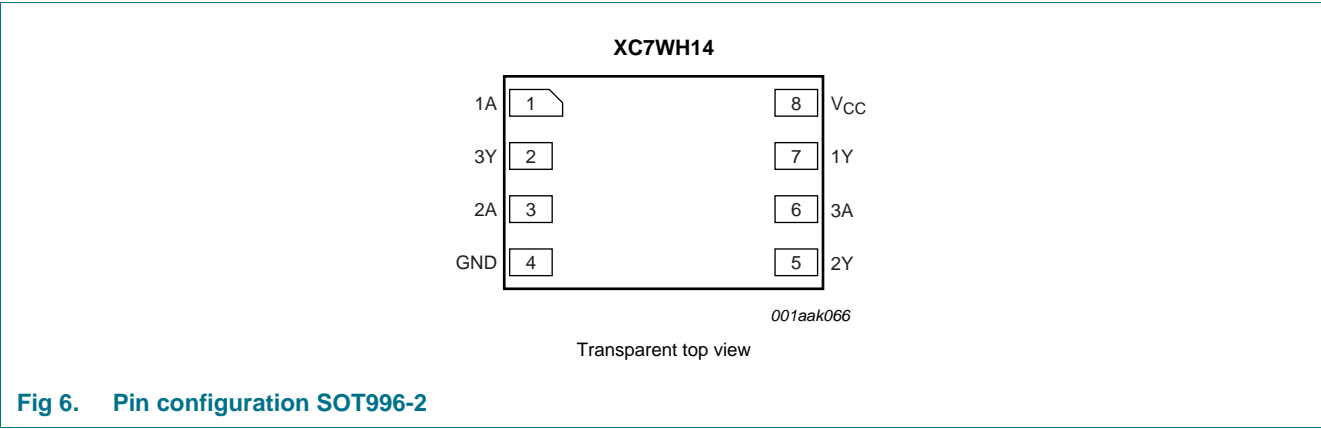 XC7WH14
1A 1 8 VCC
3Y 2 7 1Y
2A 3 6 3A
GND 4 5 2Y
001aak066
Transparent top view
Fig 6. Pin configuration SOT996-2